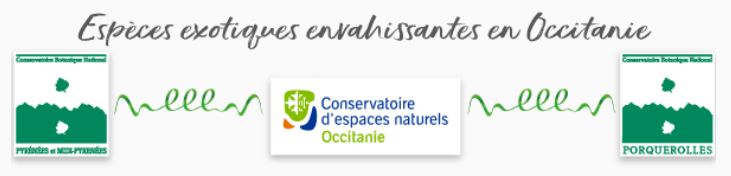 Espèces exotiques envahissantes en Occitanie
Conservatoire Botanique National
PYRÉNÉES et MIDI-PYRENÉES
Conservatoire
d'espaces naturels
Occitanie
Conservatoire Botanique National
PORQUEROLLES